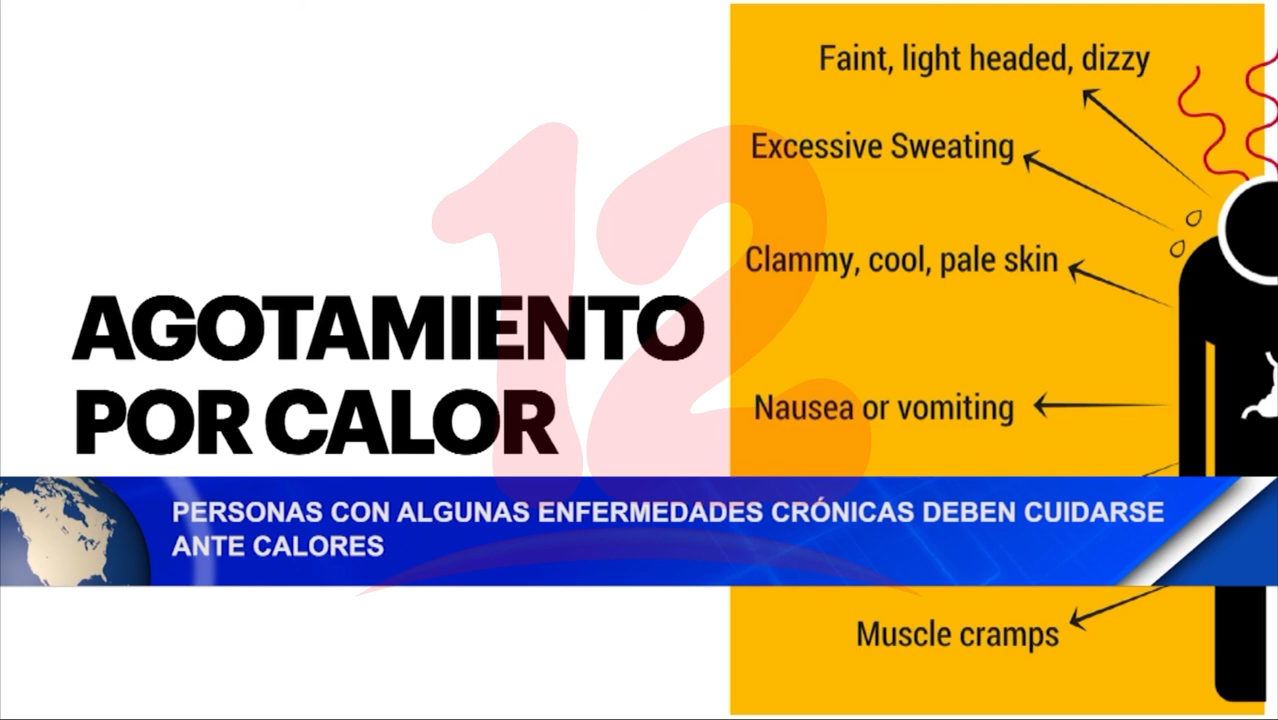 Faint, light headed, dizzy
Excessive Sweating
Clammy, cool, pale skin
AGOTAMIENTO
POR CALOR
Nausea or vomiting
PERSONAS CON ALGUNAS ENFERMEDADES CRÓNICAS DEBEN CUIDARSE
ANTE CALORES
Muscle cramps
12